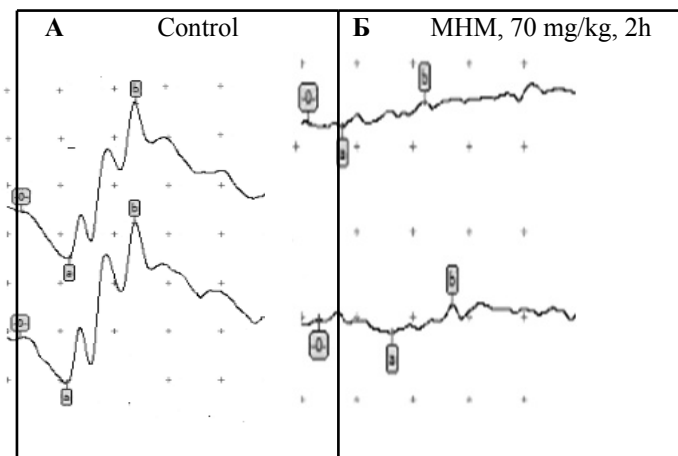 А Control
Б MHM, 70 mg/kg, 2h
b
-0-
a
b
-0-
a
b
-0-
a
b
-0-
a